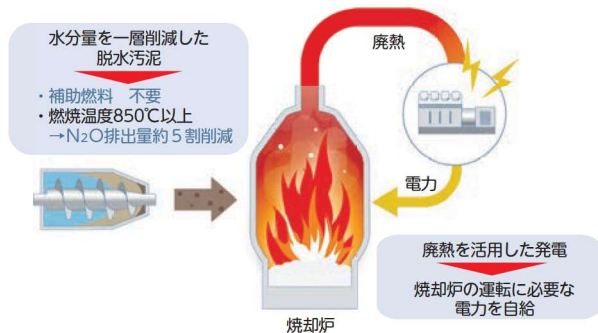 水分量を一層削減した
脱水汚泥
・補助燃料　不要
・燃焼温度850℃以上
→N₂O排出量約５割削減
廃熱
電力
廃熱を活用した発電
焼却炉の運転に必要な
電力を自給
焼却炉